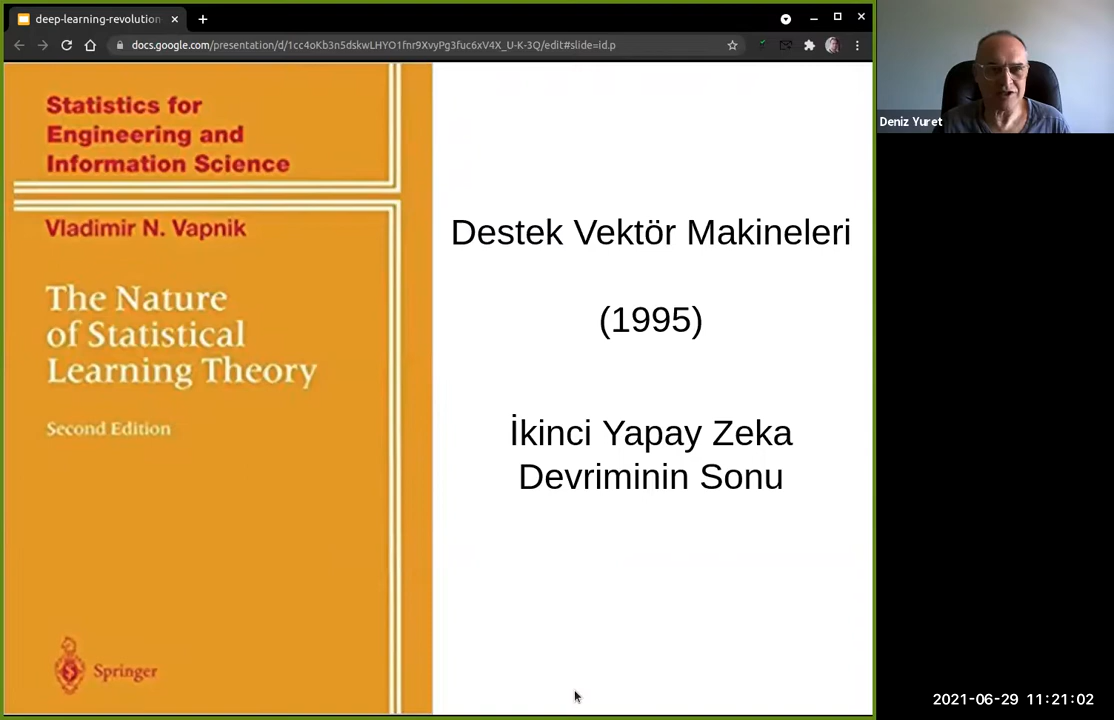 deep-learning-revolution
docs.google.com/presentation/d/1cc4oKb3n5dskwLHYO1fnr9XvyPg3fuc6xV4X_U-K-3Q/edit#slide=id.p
Statistics for
Engineering and
Information Science
Vladimir N. Vapnik
The Nature
of Statistical
Learning Theory
Second Edition
Springer
Destek Vektör Makineleri
(1995)
İkinci Yapay Zeka
Devriminin Sonu
Deniz Yuret
2021-06-29 11:21:02